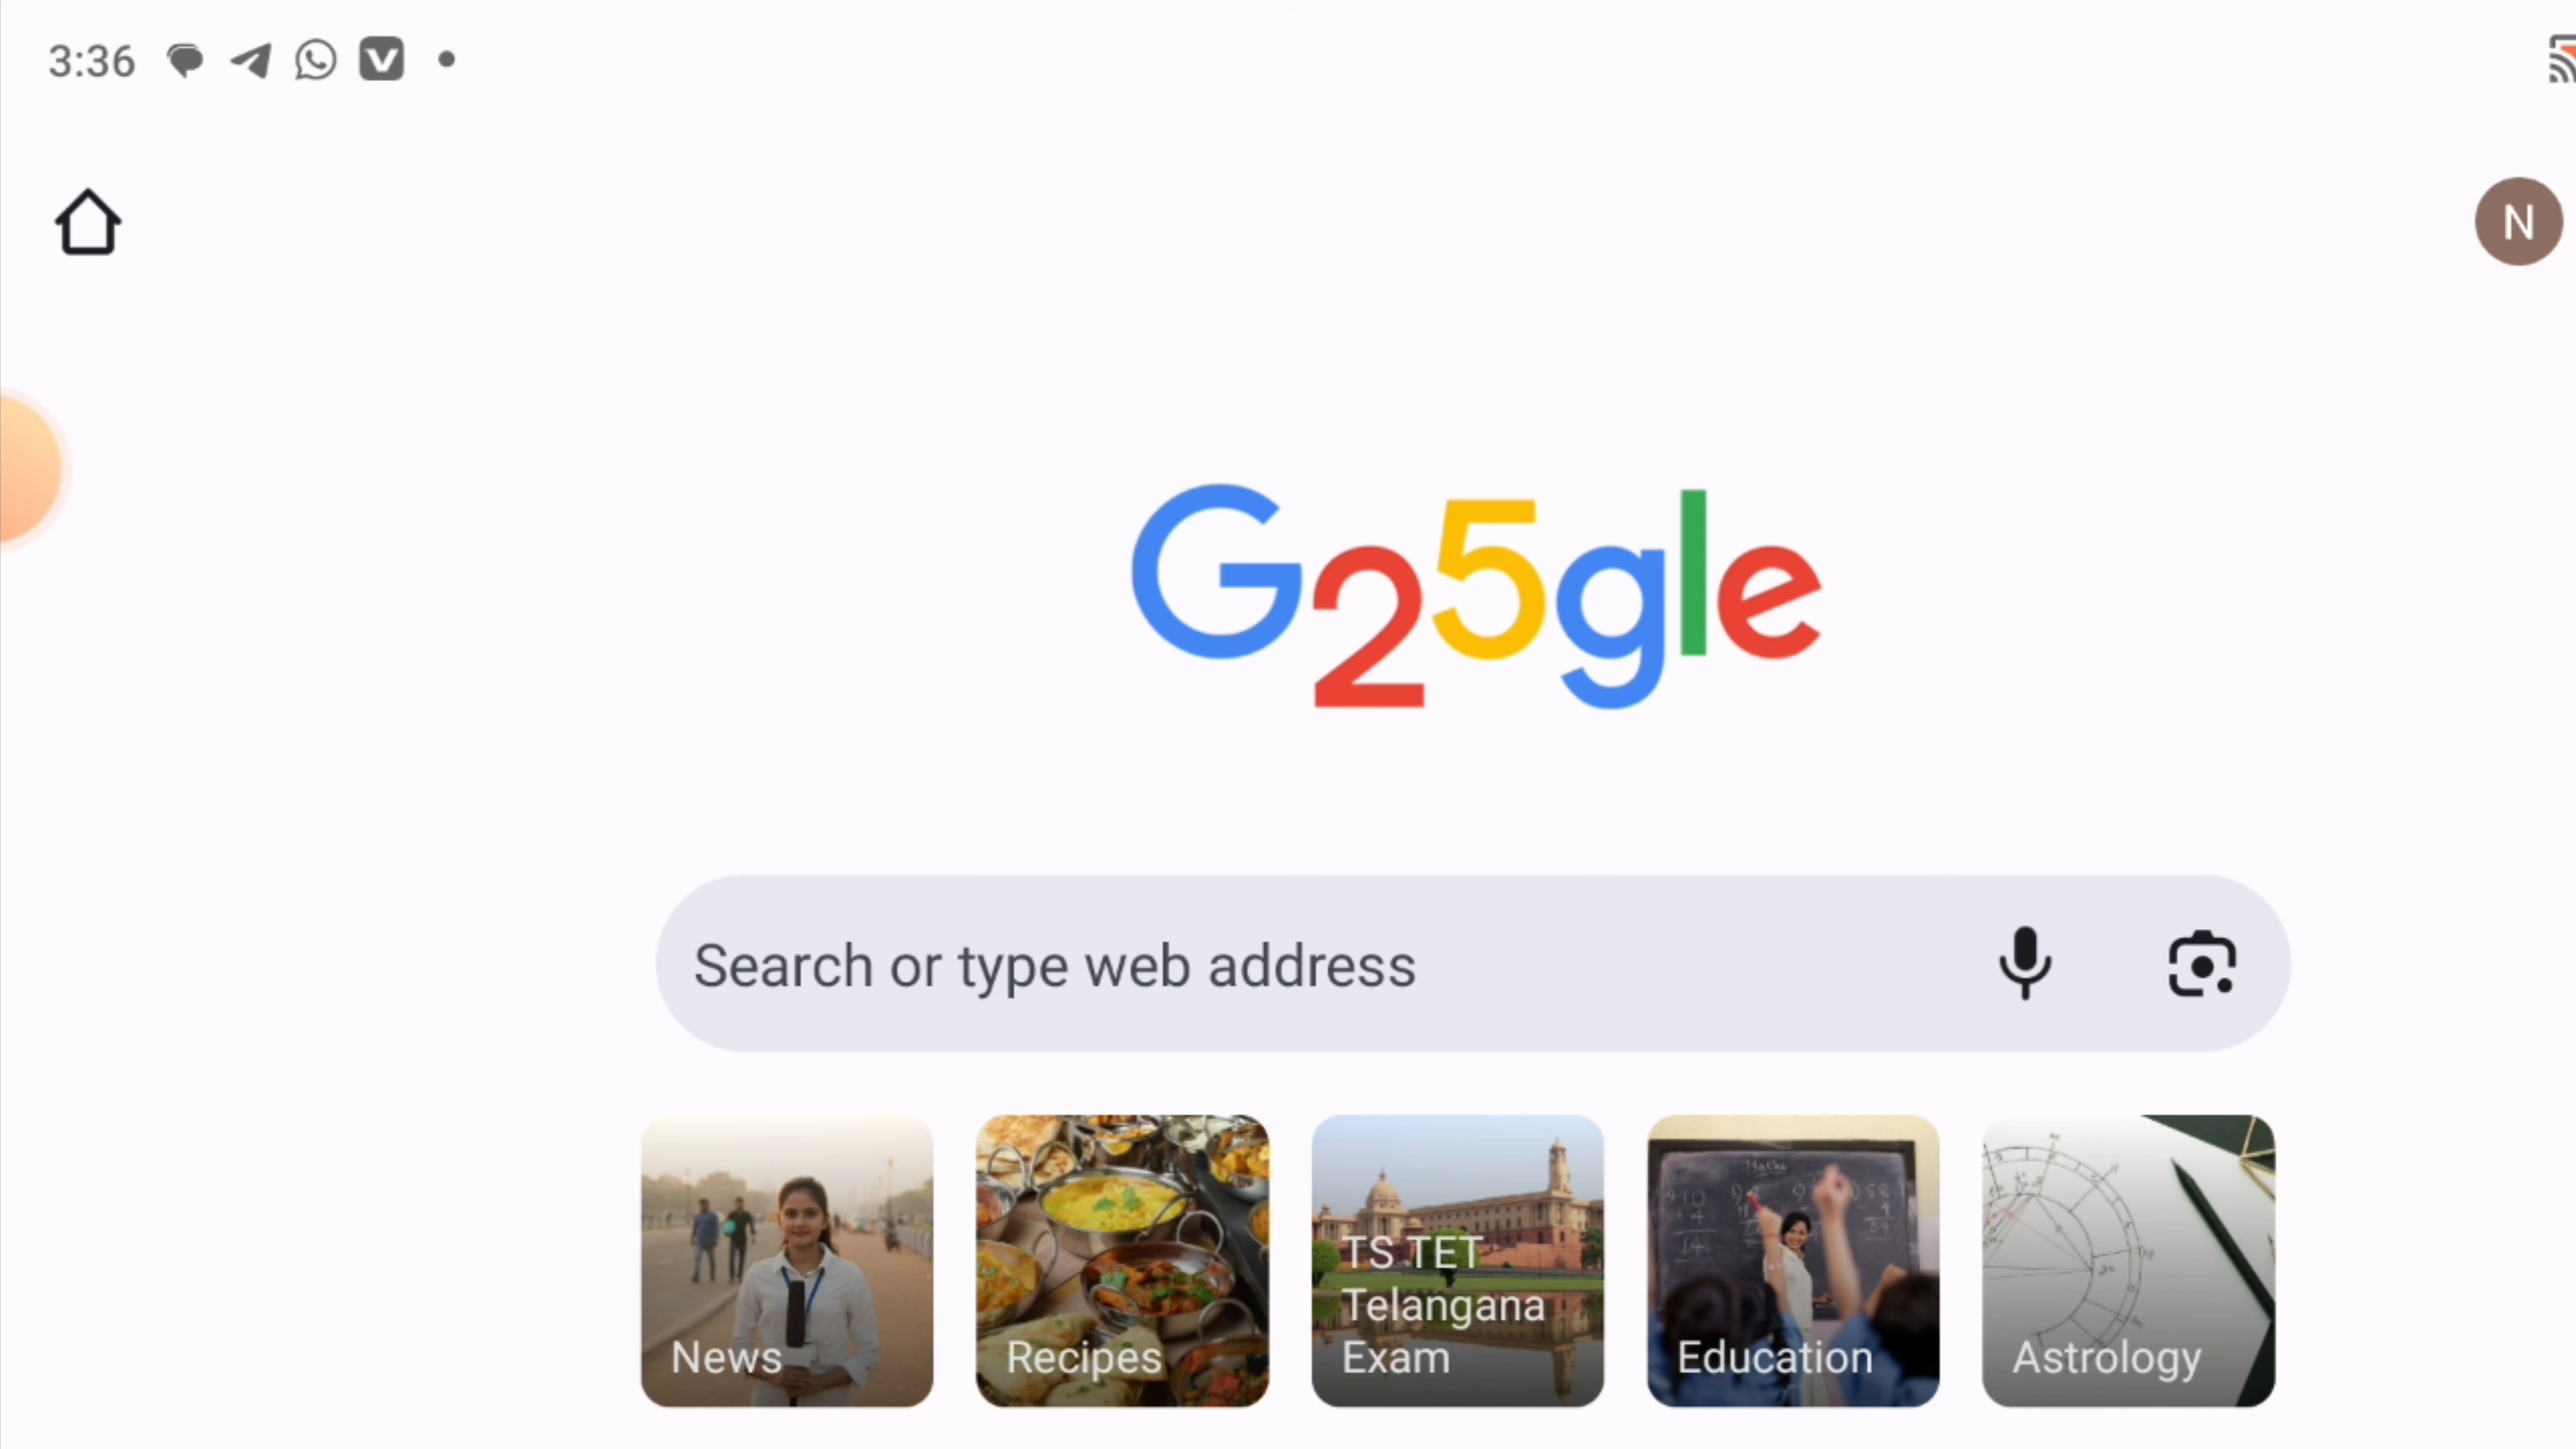 3:36
N
G25gle
Search or type web address
News
Recipes
TS TET
Telangana
Exam
Education
Astrology